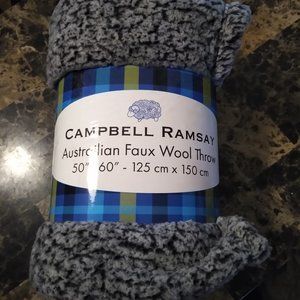 CAMPBELL RAMSAY
Australian Faux Wool Throw
50" 60" - 125 cm x 150 cm